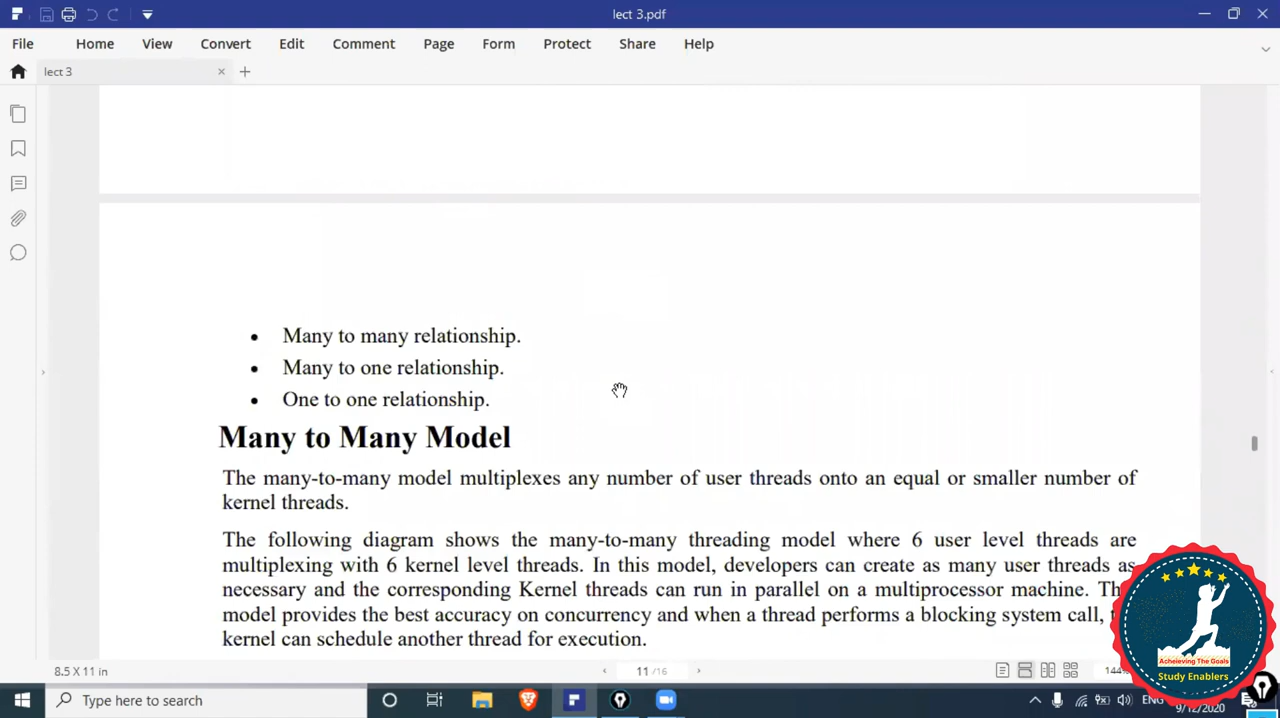 lect 3.pdf
File Home View Convert Edit Comment Page Form Protect Share Help
lect 3
• Many to many relationship.
• Many to one relationship.
• One to one relationship.
Many to Many Model
The many-to-many model multiplexes any number of user threads onto an equal or smaller number of
kernel threads.
The following diagram shows the many-to-many threading model where 6 user level threads are
multiplexing with 6 kernel level threads. In this model, developers can create as many user threads as
necessary and the corresponding Kernel threads can run in parallel on a multiprocessor machine.
model provides the best accuracy on concurrency and when a thread performs a blocking system call,
kernel can schedule another thread for execution.
8.5 X 11 in
11 /16
144
Acheieving The Goals
Study Enablers
Type here to search
ENG
9/12/2020